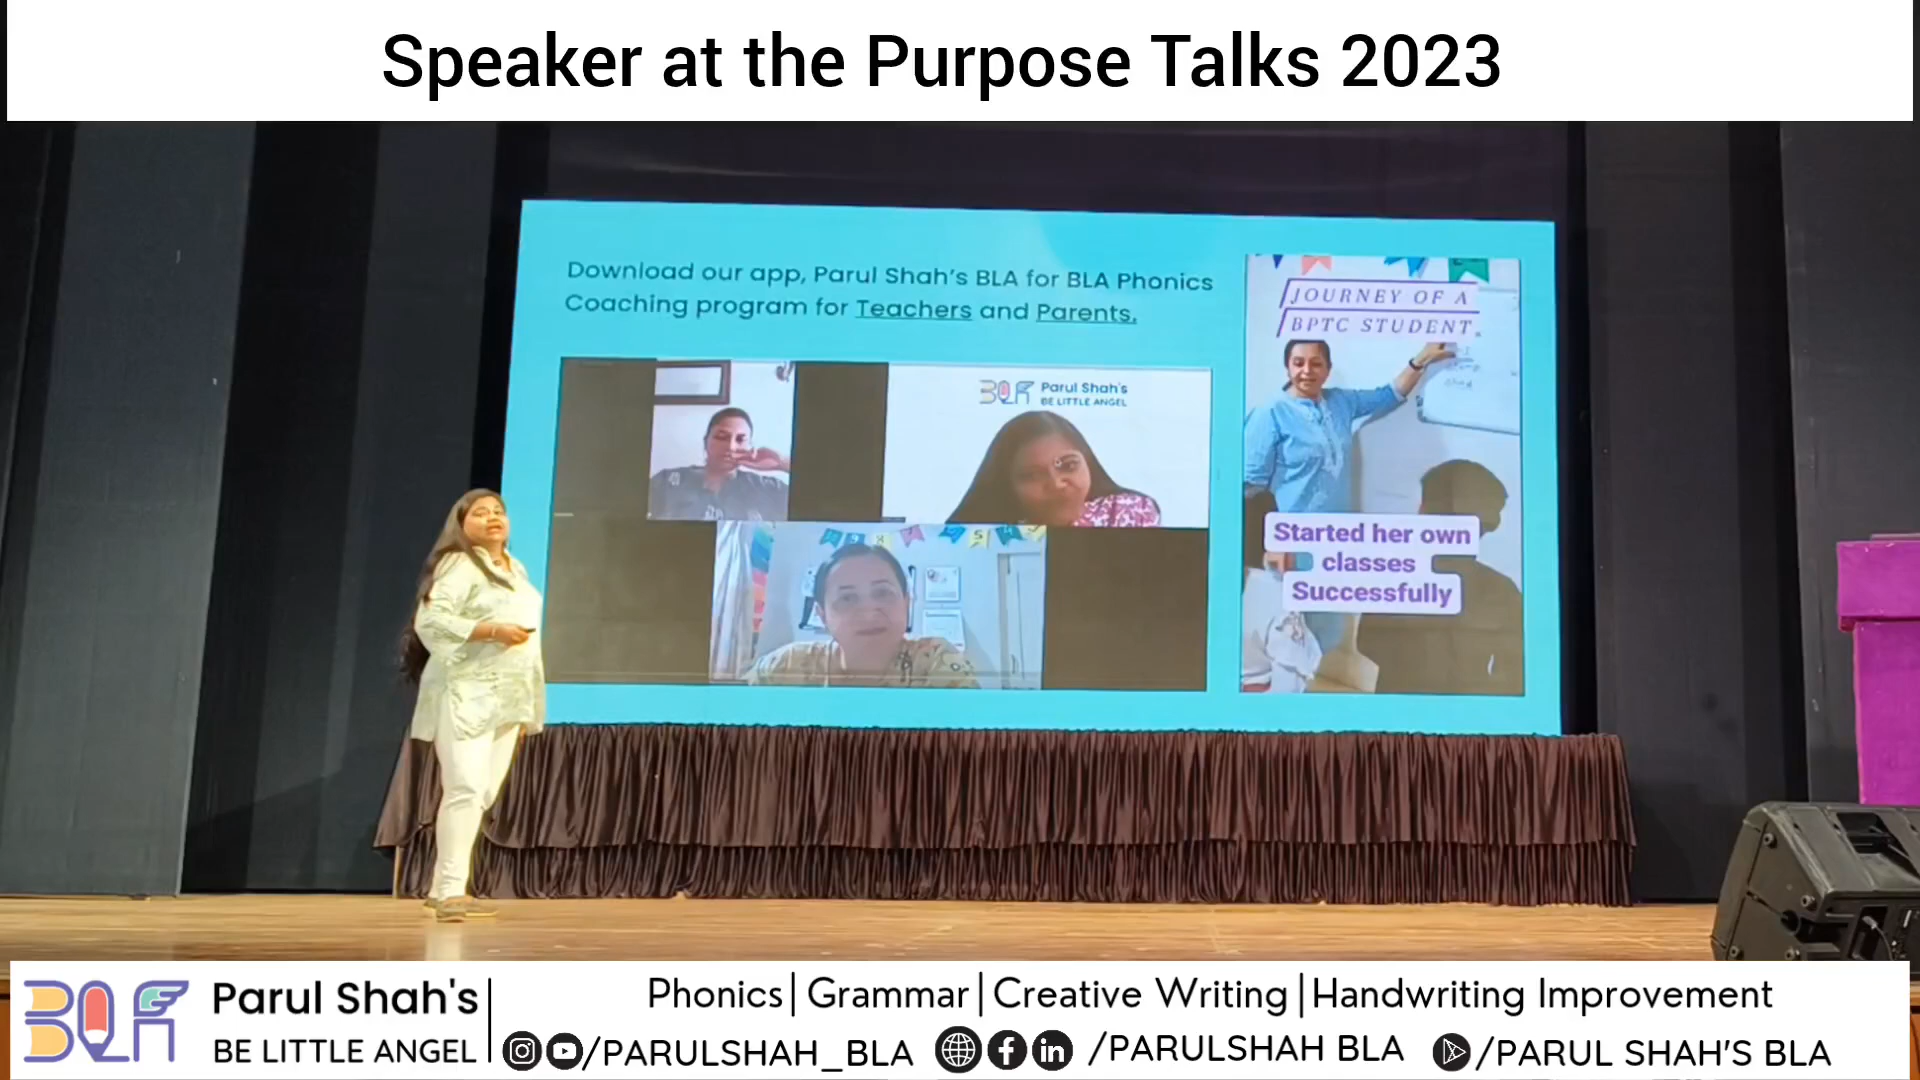 Speaker at the Purpose Talks 2023
Download our app, Parul Shah's BLA for BLA Phonics
Coaching program for Teachers and Parents.
JOURNEY OF A
BPTC STUDENT.
Parul Shah's
BE LITTLE ANGEL
Started her own
classes
Successfully
BLA
Parul Shah's
BE LITTLE ANGEL
Phonics|Grammar|Creative Writing|Handwriting Improvement
/PARULSHAH_BLA
/PARULSHAH BLA
/PARUL SHAH'S BLA